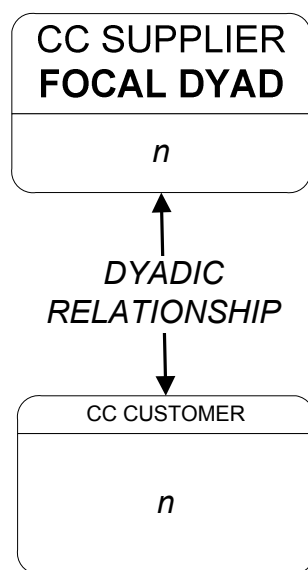 CC SUPPLIER
FOCAL DYAD
n
DYADIC
RELATIONSHIP
CC CUSTOMER
n